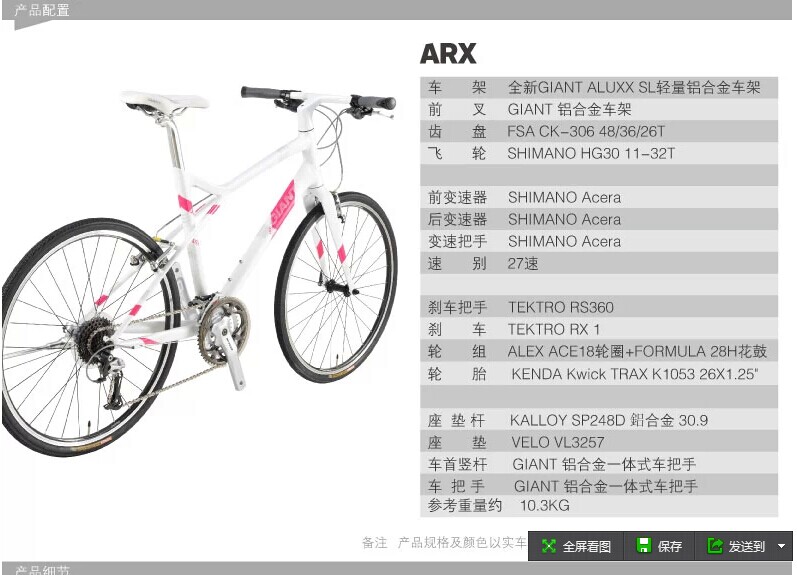 产品配置
ARX
车 架 全新GIANT ALUXX SL轻量铝合金车架
前 叉 GIANT 铝合金车架
齿 盘 FSA CK-306 48/36/26T
飞 轮 SHIMANO HG30 11-32T
前变速器 SHIMANO Acera
后变速器 SHIMANO Acera
变速把手 SHIMANO Acera
速 别 27速
刹车把手 TEKTRO RS360
刹 车 TEKTRO RX 1
轮 组 ALEX ACE18轮圈+FORMULA 28H花鼓
轮 胎 KENDA Kwick TRAX K1053 26X1.25"
座 垫 杆 KALLOY SP248D 鋁合金 30.9
座 垫 VELO VL3257
车首竖杆 GIANT 铝合金一体式车把手
车 把 手 GIANT 铝合金一体式车把手
参考重量约 10.3KG
GIANT
备注 产品规格及颜色以实车
全屏看图 保存 发送到
产品细节